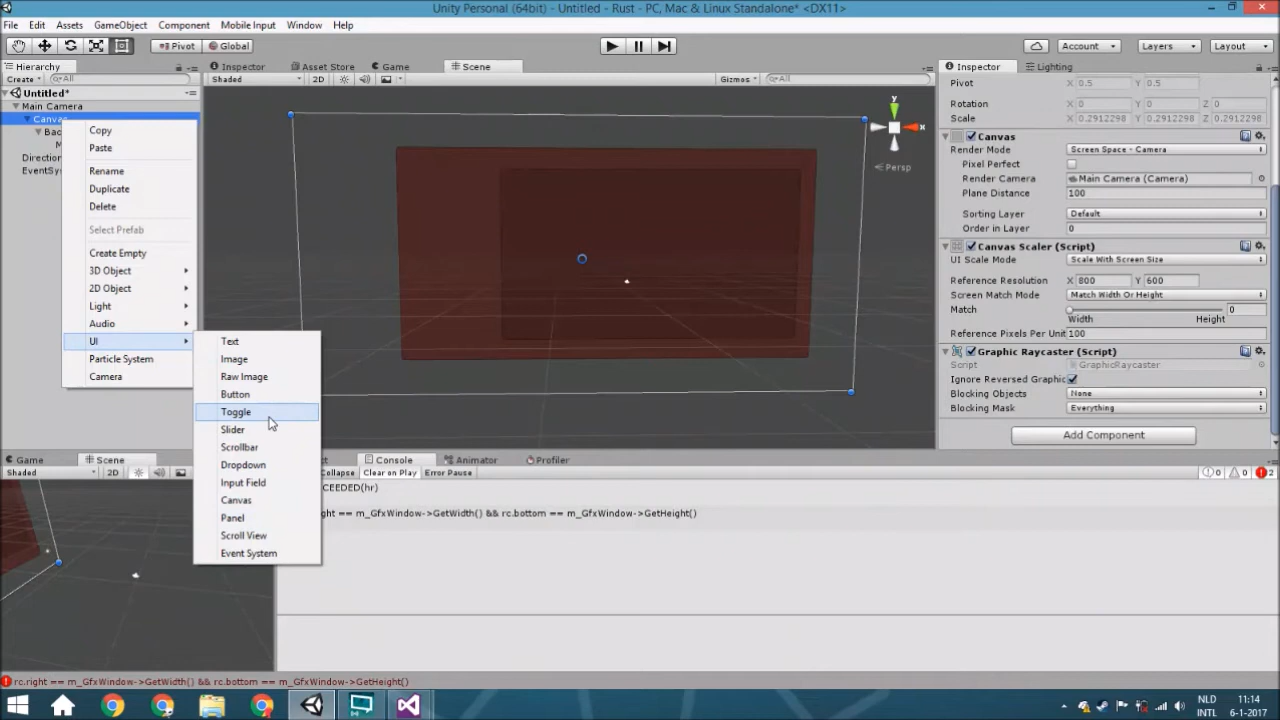 Unity Personal (64bit) - Untitled - Rust - PC, Mac & Linux Standalone* <DX11>
File Edit Assets GameObject Component Mobile Input Window Help
Pivot Global Account Layers Layout
Hierarchy Inspector Asset Store Game Scene Inspector Lighting
Create All Shaded 2D Gizmos All
Untitled*
Main Camera
Canvas
Bac
M
Direction
EventSys
Copy
Paste
Rename
Duplicate
Delete
Select Prefab
Create Empty
3D Object
2D Object
Light
Audio
UI
Particle System
Camera
Text
Image
Raw Image
Button
Toggle
Slider
Scrollbar
Dropdown
Input Field
Canvas
Panel
Scroll View
Event System
y
x
Persp
Pivot X 0.5 Y 0.5
Rotation X 0 Y 0 Z 0
Scale X 0.2912298 Y 0.2912298 Z 0.2912298
Canvas
Render Mode Screen Space - Camera
Pixel Perfect
Render Camera Main Camera (Camera)
Plane Distance 100
Sorting Layer Default
Order in Layer 0
Canvas Scaler (Script)
UI Scale Mode Scale With Screen Size
Reference Resolution X 800 Y 600
Screen Match Mode Match Width Or Height
Match 0
Width Height
Reference Pixels Per Unit 100
Graphic Raycaster (Script)
Script GraphicRaycaster
Ignore Reversed Graphic
Blocking Objects None
Blocking Mask Everything
Add Component
Game Scene Console Animator Profiler
Shaded 2D Collapse Clear on Play Error Pause 0 0 2
CEEDED(hr)
ght == m_GfxWindow->GetWidth() && rc.bottom == m_GfxWindow->GetHeight()
rc.right == m_GfxWindow->GetWidth() && rc.bottom == m_GfxWindow->GetHeight()
NLD 11:14
INTL 6-1-2017